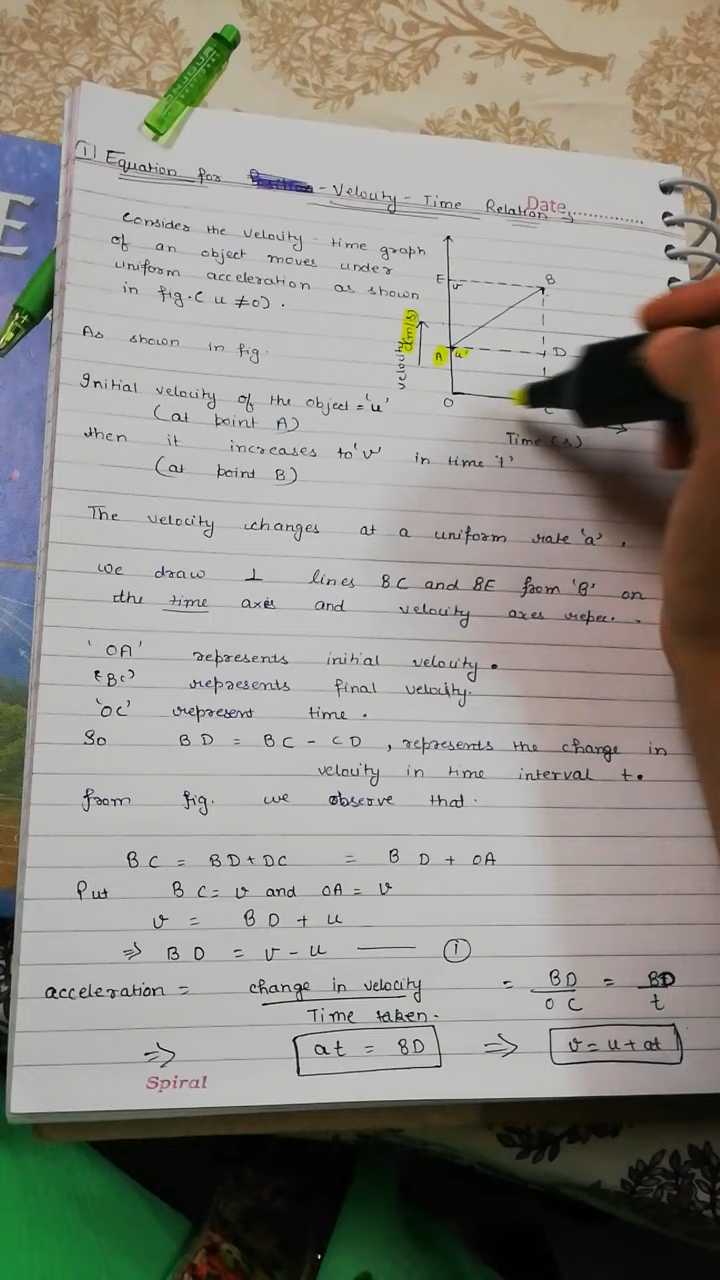 1) Equation for - Velocity - Time Relation
Date
Consider the velocity - time graph
of an object moves under
uniform acceleration as shown
in fig. ( u ≠ 0 ) .
As shown in fig.
Initial velocity of the object = 'u'
(at point A)
then it increases to 'v' in time 't'
(at point B)
E
v
B
velocity (m/s)
A
'u'
D
O
C
Time (s)
The velocity changes at a uniform rate 'a' .
we draw ⊥ lines BC and BE from 'B' on
the time axis and velocity axes repec. .
'OA' represents initial velocity .
'BC' represents final velocity.
'OC' represent time .
So BD = BC - CD , represents the change in
velocity in time interval t .
from fig. we observe that .
BC = BD + DC = BD + OA
Put BC = v and OA = v
v = BD + u
⇒ BD = v - u —— ①
acceleration = change in velocity = BD = BD
Time taken. OC t
⇒ at = BD ⇒ v = u + at
Spiral